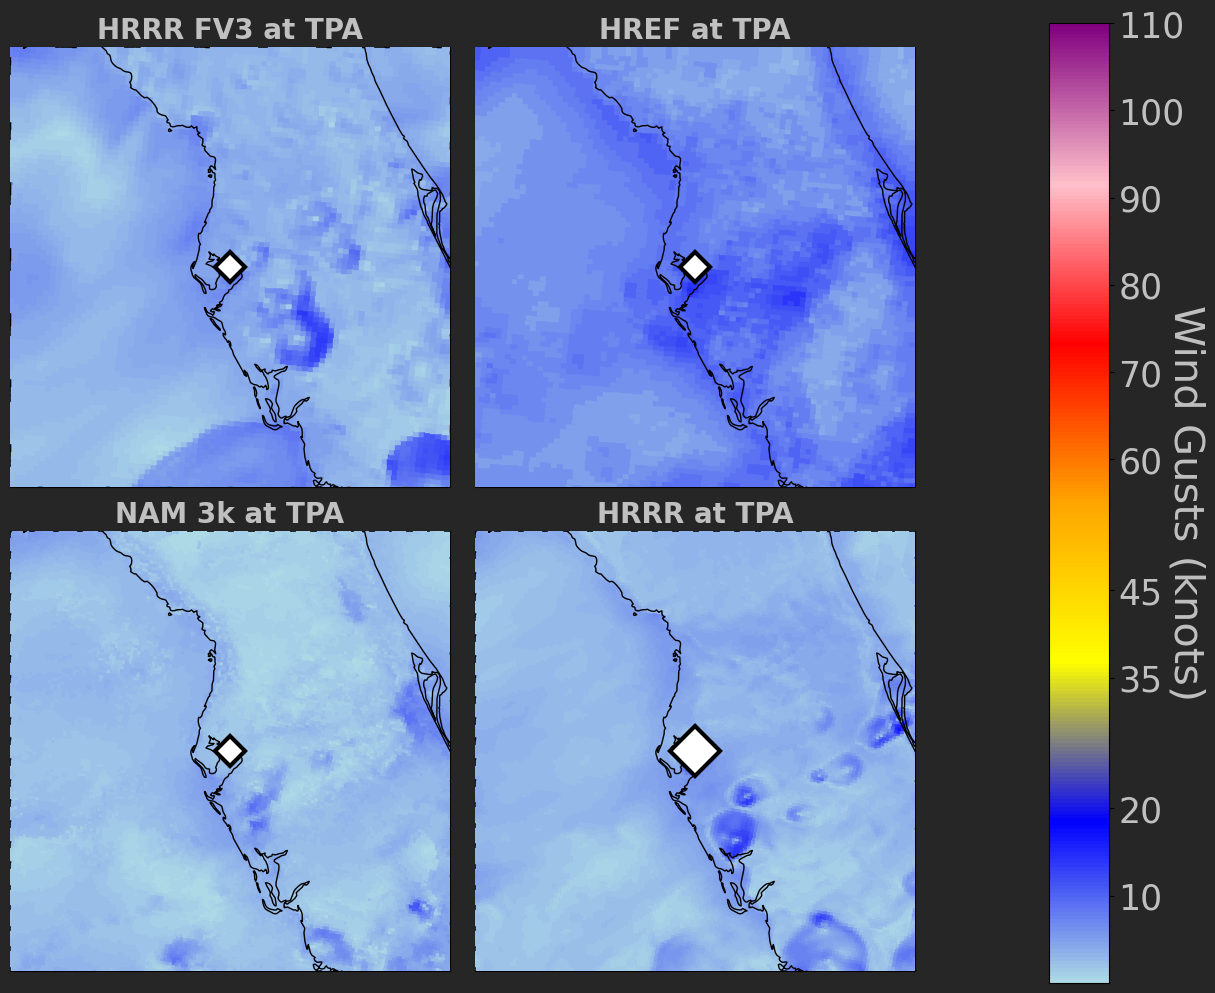 HRRR FV3 at TPA
HREF at TPA
NAM 3k at TPA
HRRR at TPA
110
100
90
80
70
60
45
35
20
10
Wind Gusts (knots)